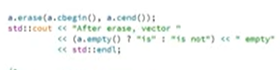 a.erase(a.cbegin(), a.cend());
std::cout << "After erase, vector "
<< (a.empty() ? "is" : "is not") << " empty"
<< std::endl;